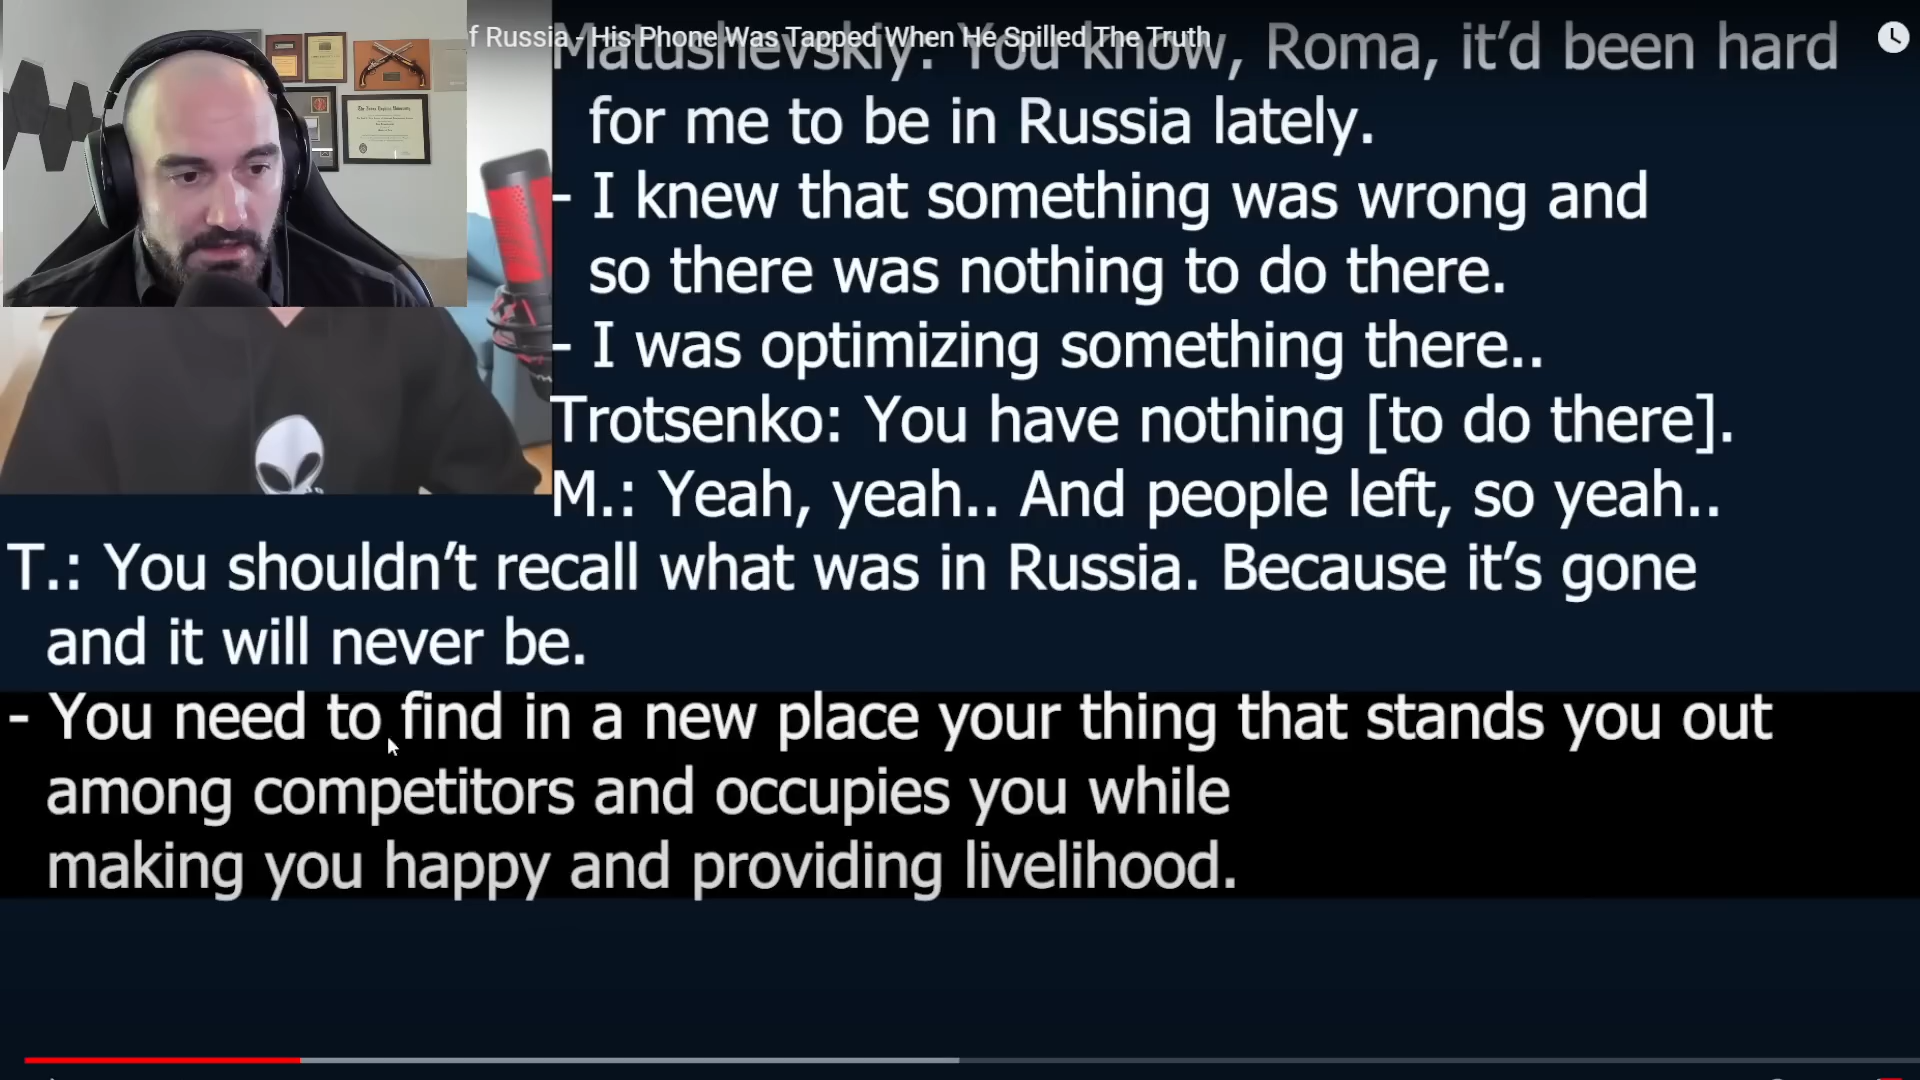 f Russia - His Phone Was Tapped When He Spilled The Truth
Matushevskiy: You know, Roma, it’d been hard
for me to be in Russia lately.
- I knew that something was wrong and
so there was nothing to do there.
- I was optimizing something there..
Trotsenko: You have nothing [to do there].
M.: Yeah, yeah.. And people left, so yeah..
T.: You shouldn’t recall what was in Russia. Because it’s gone
and it will never be.
- You need to find in a new place your thing that stands you out
among competitors and occupies you while
making you happy and providing livelihood.